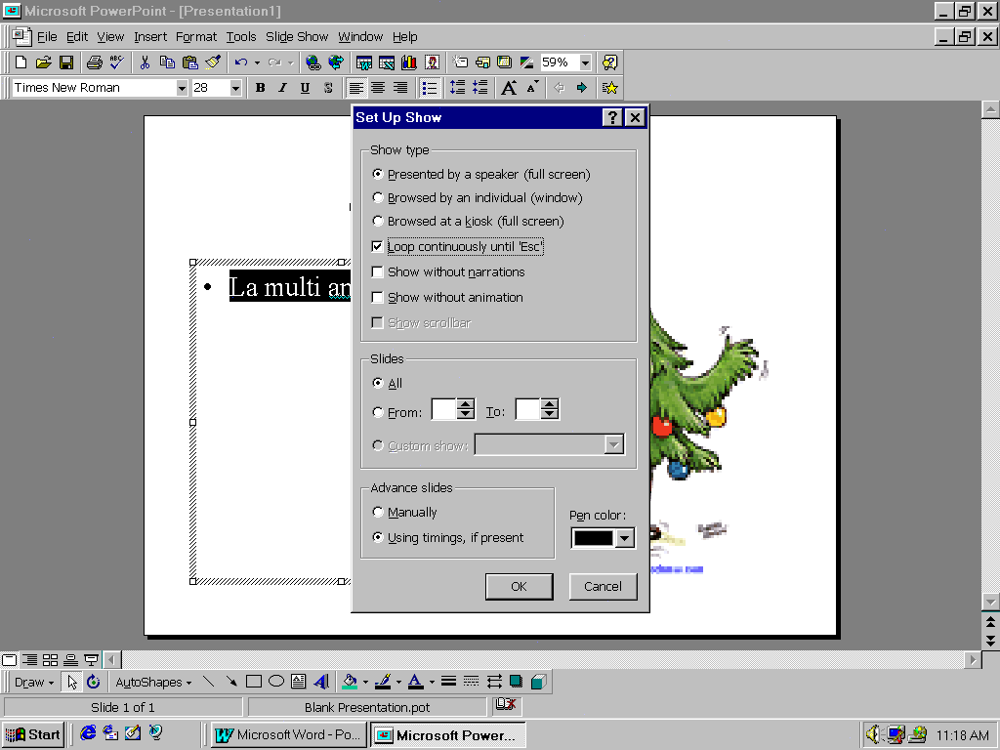 Microsoft PowerPoint - [Presentation1]
File Edit View Insert Format Tools Slide Show Window Help
ABC 59%
Times New Roman 28 B I U S A A
Set Up Show
Show type
Presented by a speaker (full screen)
Browsed by an individual (window)
Browsed at a kiosk (full screen)
Loop continuously until 'Esc'
Show without narrations
Show without animation
Show scrollbar
• La multi an
Slides
All
From: To:
Custom show:
Advance slides
Manually
Using timings, if present
Pen color:
OK Cancel
Draw AutoShapes A
Slide 1 of 1 Blank Presentation.pot
Start Microsoft Word - Po... Microsoft Power... 11:18 AM